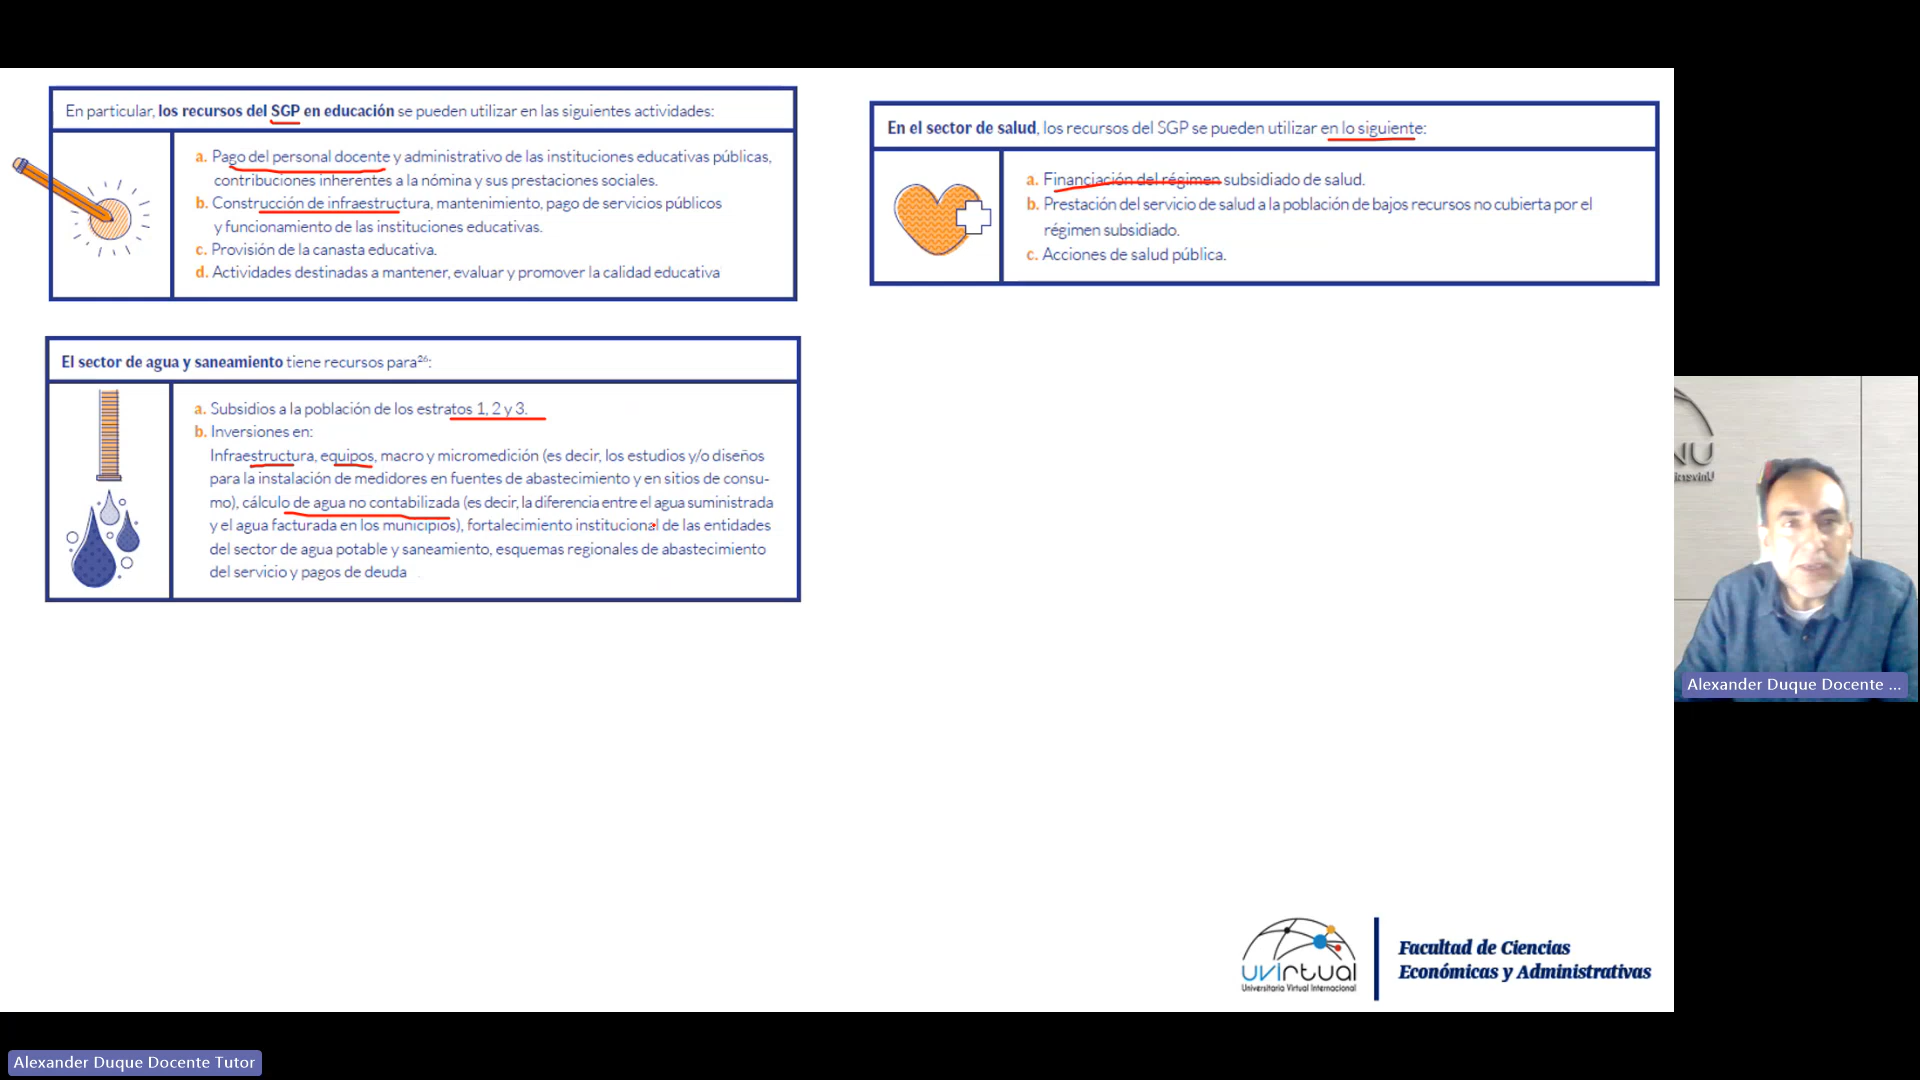 En particular, los recursos del SGP en educación se pueden utilizar en las siguientes actividades:
a. Pago del personal docente y administrativo de las instituciones educativas públicas,
contribuciones inherentes a la nómina y sus prestaciones sociales.
b. Construcción de infraestructura, mantenimiento, pago de servicios públicos
y funcionamiento de las instituciones educativas.
c. Provisión de la canasta educativa.
d. Actividades destinadas a mantener, evaluar y promover la calidad educativa
En el sector de salud, los recursos del SGP se pueden utilizar en lo siguiente:
a. Financiación del régimen subsidiado de salud.
b. Prestación del servicio de salud a la población de bajos recursos no cubierta por el
régimen subsidiado.
c. Acciones de salud pública.
El sector de agua y saneamiento tiene recursos para26:
a. Subsidios a la población de los estratos 1, 2 y 3.
b. Inversiones en:
Infraestructura, equipos, macro y micromedición (es decir, los estudios y/o diseños
para la instalación de medidores en fuentes de abastecimiento y en sitios de consu-
mo), cálculo de agua no contabilizada (es decir, la diferencia entre el agua suministrada
y el agua facturada en los municipios), fortalecimiento institucional de las entidades
del sector de agua potable y saneamiento, esquemas regionales de abastecimiento
del servicio y pagos de deuda
Alexander Duque Docente ...
uvirtual
Universitaria Virtual Internacional
Facultad de Ciencias
Económicas y Administrativas
Alexander Duque Docente Tutor